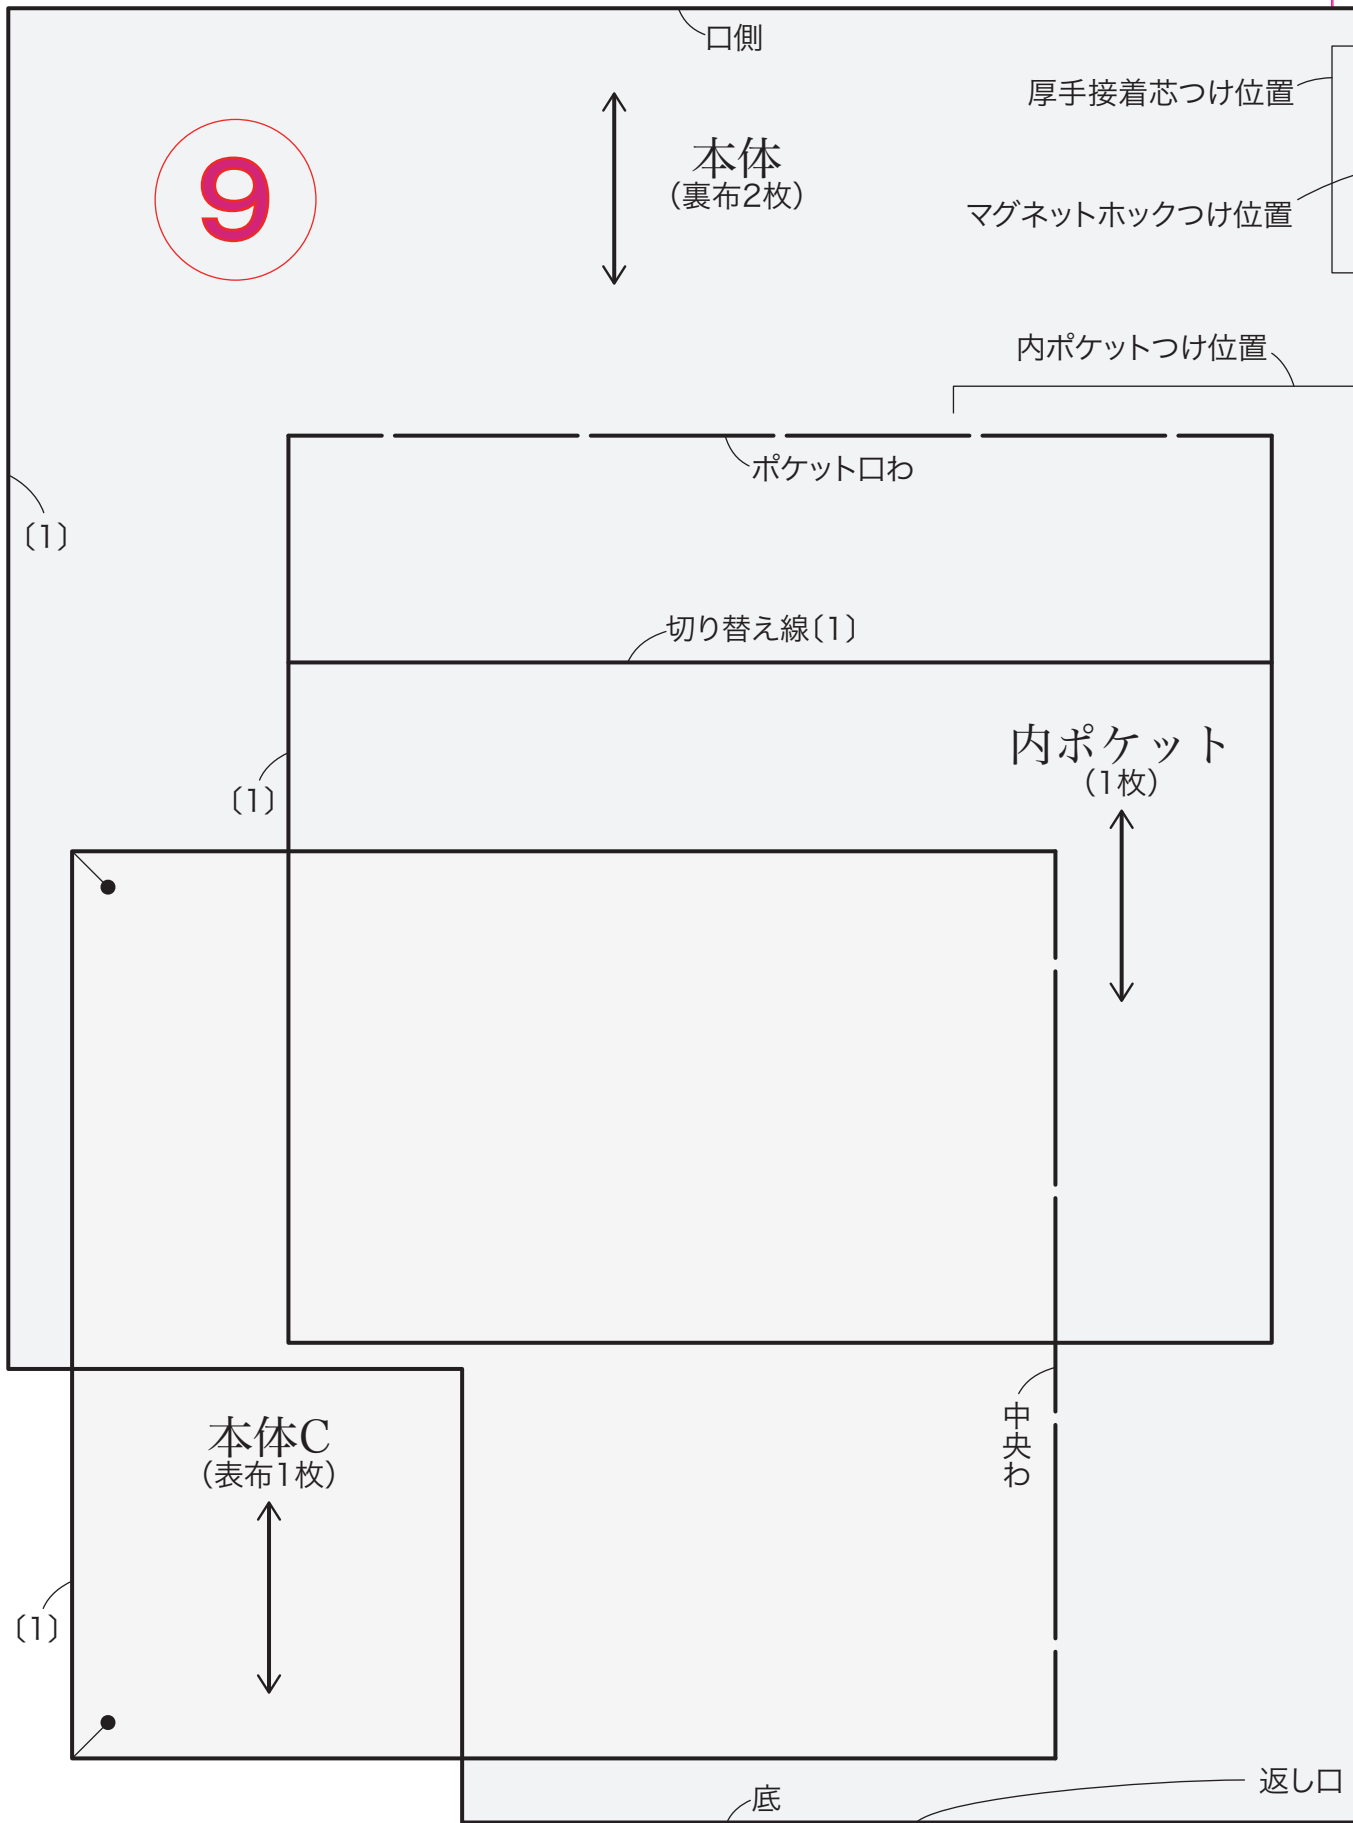 口側
厚手接着芯つけ位置
9
本体
（裏布2枚）
マグネットホックつけ位置
内ポケットつけ位置
ポケット口わ
〔1〕
切り替え線〔1〕
内ポケット
（1枚）
〔1〕
中央わ
本体C
（表布1枚）
〔1〕
返し口
底